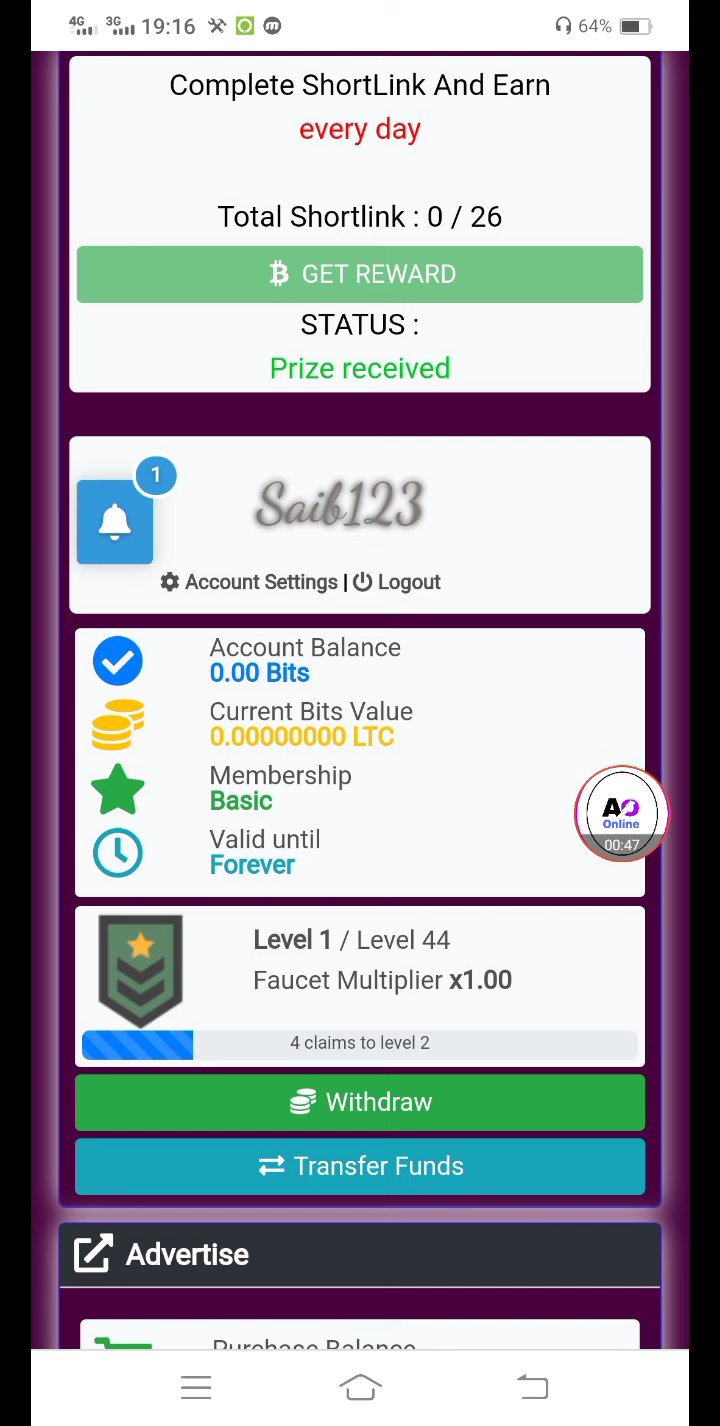 4G 3G 19:16 64%
Complete ShortLink And Earn
every day
Total Shortlink : 0 / 26
GET REWARD
STATUS :
Prize received
1
Saib123
Account Settings | Logout
Account Balance
0.00 Bits
Current Bits Value
0.00000000 LTC
Membership
Basic
Valid until
Forever
AO
Online
00:47
Level 1 / Level 44
Faucet Multiplier x1.00
4 claims to level 2
Withdraw
Transfer Funds
Advertise
Purchase Balance